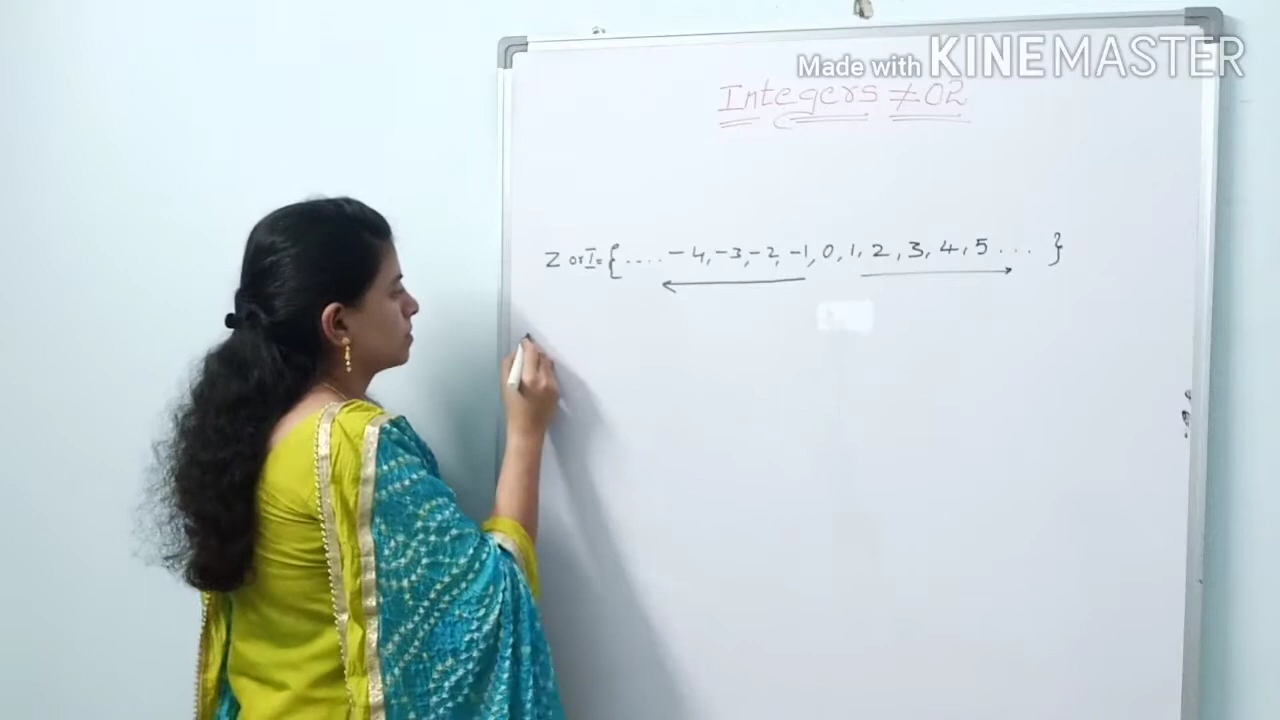 Made with KINEMASTER
Integers ≠02
Z or I = {.... -4, -3, -2, -1, 0, 1, 2, 3, 4, 5 ... }